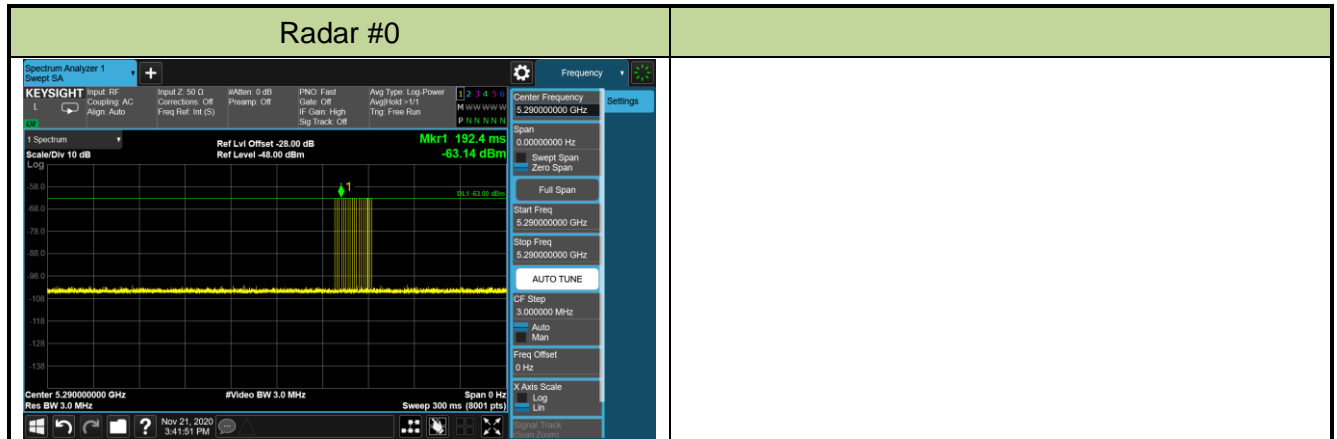 Radar #0
Spectrum Analyzer 1
Swept SA
Frequency
KEYSIGHT
L
Input: RF
Coupling: AC
Align: Auto
Input Z: 50 Ω
Corrections: Off
Freq Ref: Int (S)
#Atten: 0 dB
Preamp: Off
PNO: Fast
Gate: Off
IF Gain: High
Sig Track: Off
Avg Type: Log-Power
Avg|Hold:>1/1
Trig: Free Run
1 2 3 4 5 6
M W W W W W
P N N N N N
Settings
Center Frequency
5.290000000 GHz
Span
0.00000000 Hz
Swept Span
Zero Span
Full Span
Start Freq
5.290000000 GHz
Stop Freq
5.290000000 GHz
AUTO TUNE
CF Step
3.000000 MHz
Auto
Man
Freq Offset
0 Hz
X Axis Scale
Log
Lin
Signal Track
(Span Zoom)
1 Spectrum
Scale/Div 10 dB
Log
Ref Lvl Offset -28.00 dB
Ref Level -48.00 dBm
Mkr1 192.4 ms
-63.14 dBm
1
DL1 -63.00 dBm
-58.0
-68.0
-78.0
-88.0
-98.0
-108
-118
-128
-138
Center 5.290000000 GHz
Res BW 3.0 MHz
#Video BW 3.0 MHz
Span 0 Hz
Sweep 300 ms (8001 pts)
?
Nov 21, 2020
3:41:51 PM